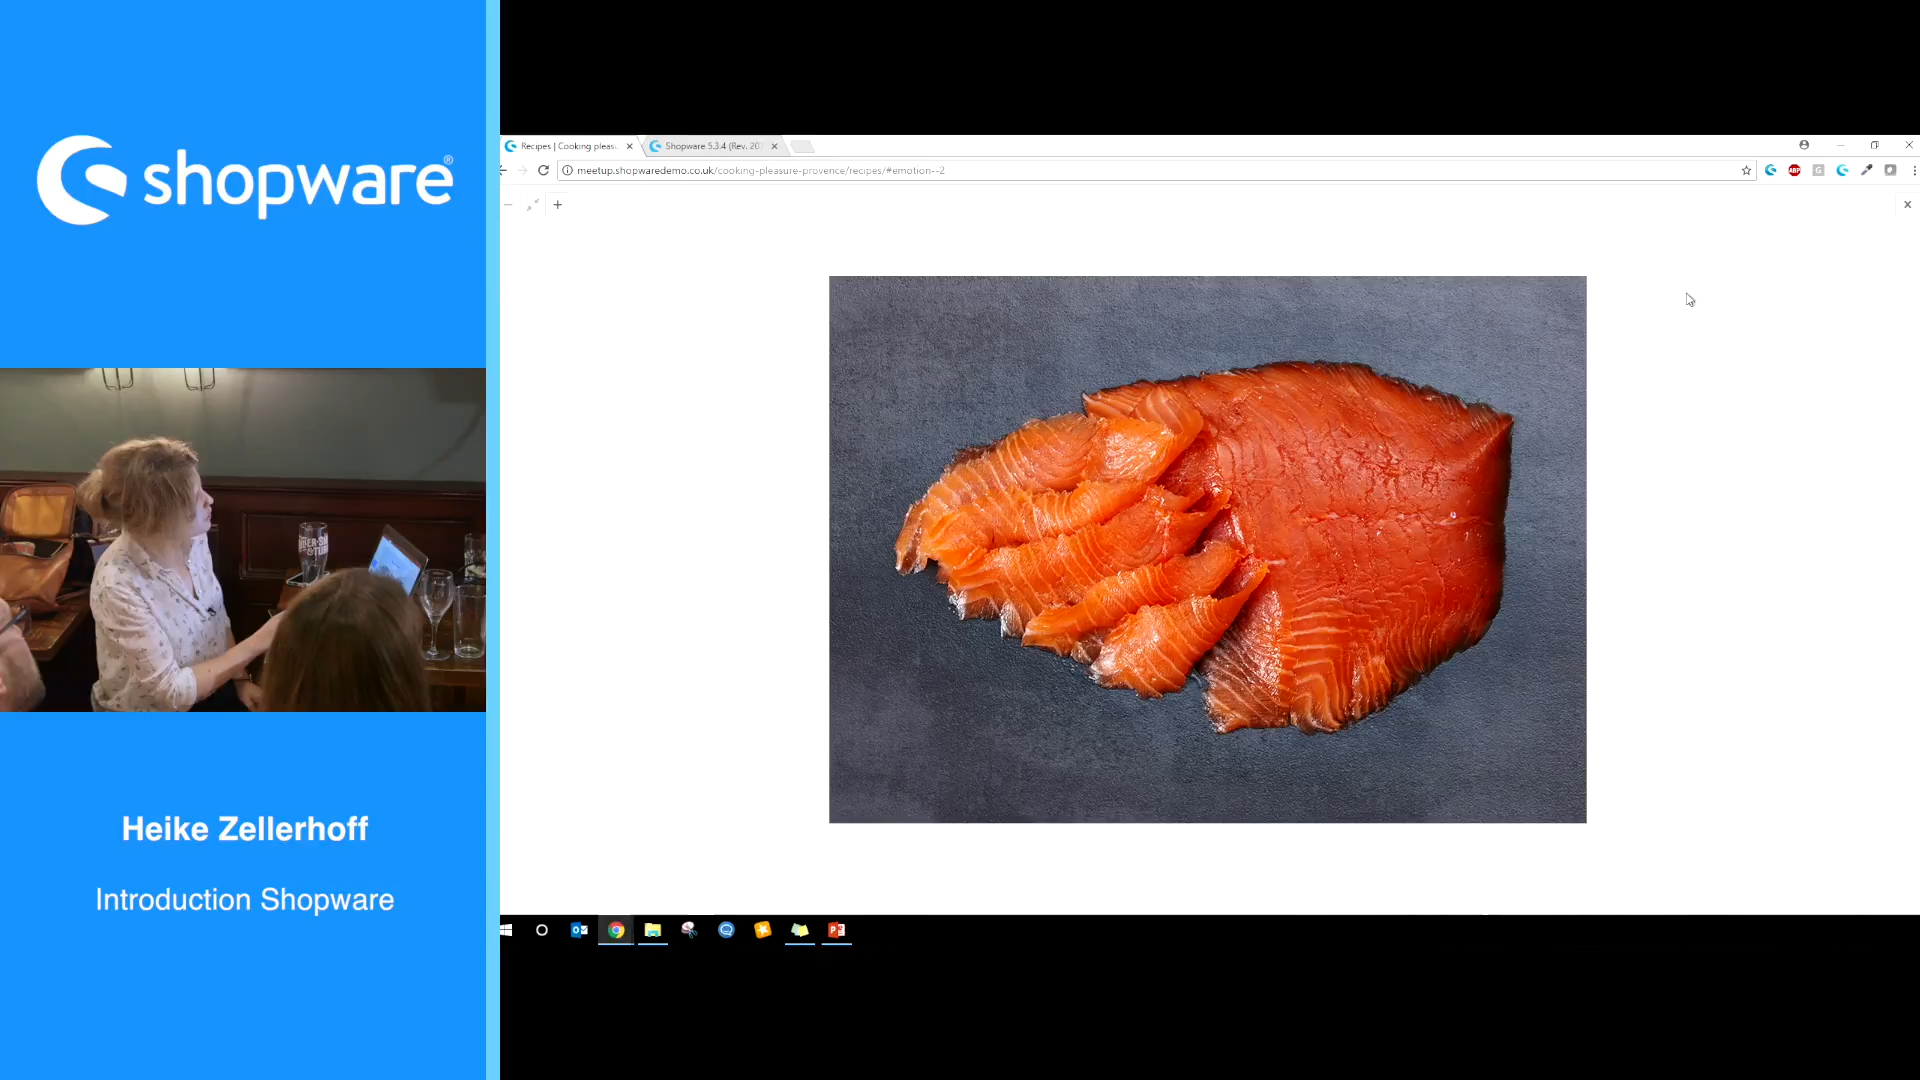 shopware®
Heike Zellerhoff
Introduction Shopware
Recipes | Cooking pleas
Shopware 5.3.4 (Rev. 20
meetup.shopwaredemo.co.uk/cooking-pleasure-provence/recipes/#emotion--2
ABP